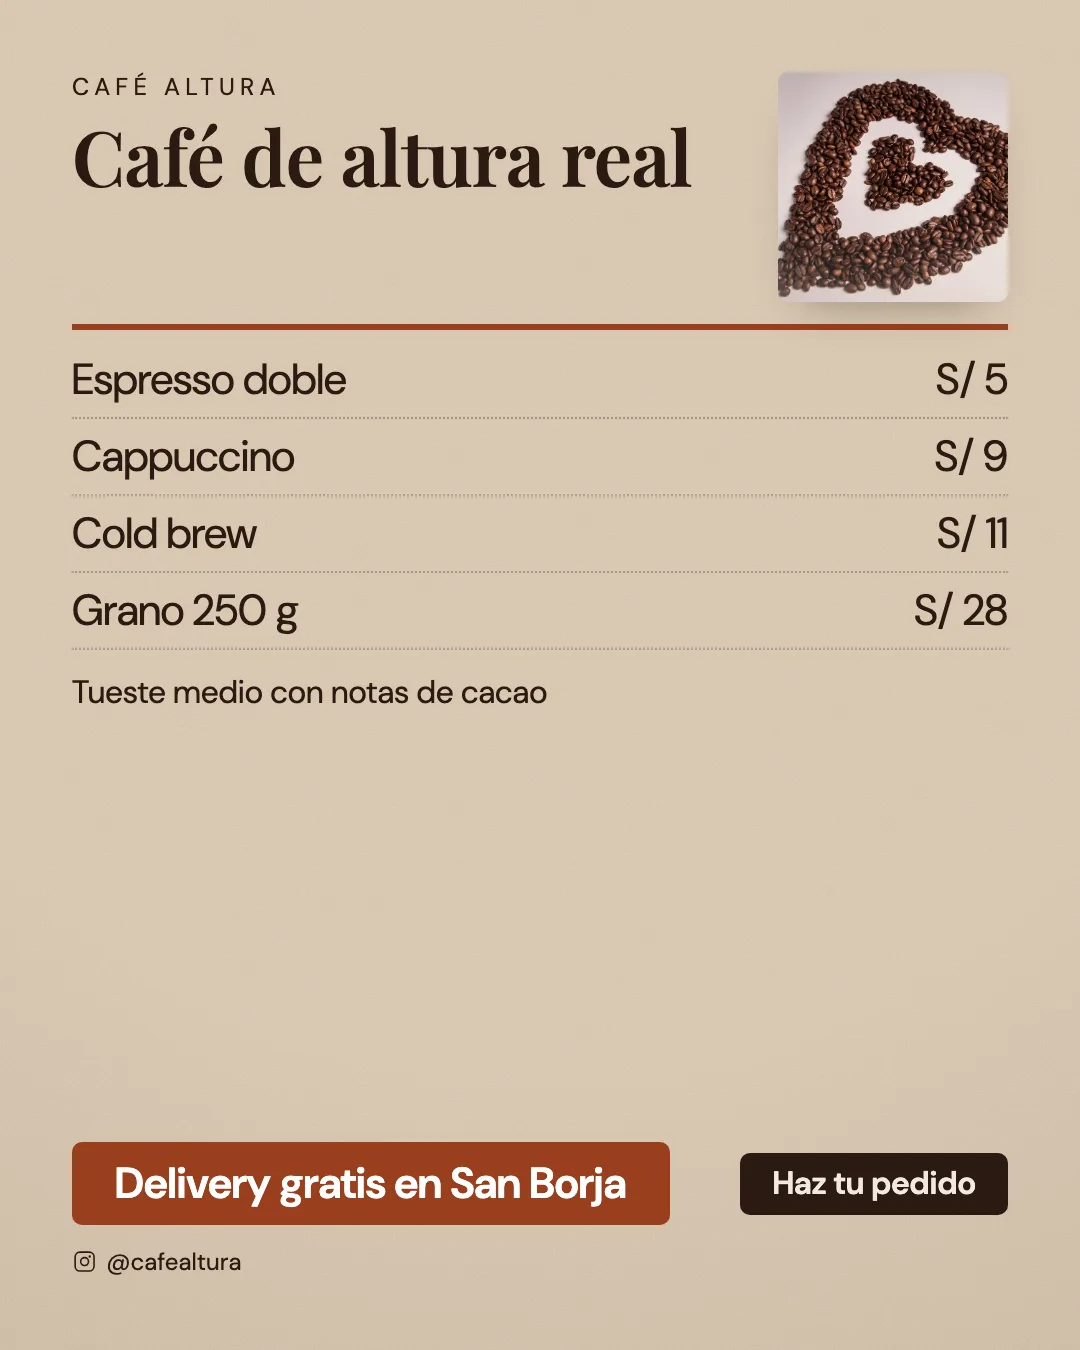 CAFÉ ALTURA
Café de altura real
Espresso doble S/ 5
Cappuccino S/ 9
Cold brew S/ 11
Grano 250 g S/ 28
Tueste medio con notas de cacao
Delivery gratis en San Borja
Haz tu pedido
@cafealtura